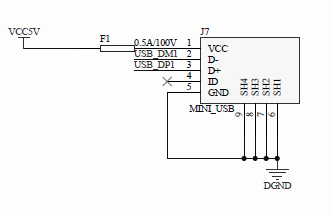 J7
VCC5V
F1
0.5A/100V 1 VCC
USB_DM1 2 D-
USB_DP1 3 D+
4 ID
5 GND
SH4 SH3 SH2 SH1
MINI_USB
9 8 7 6
DGND